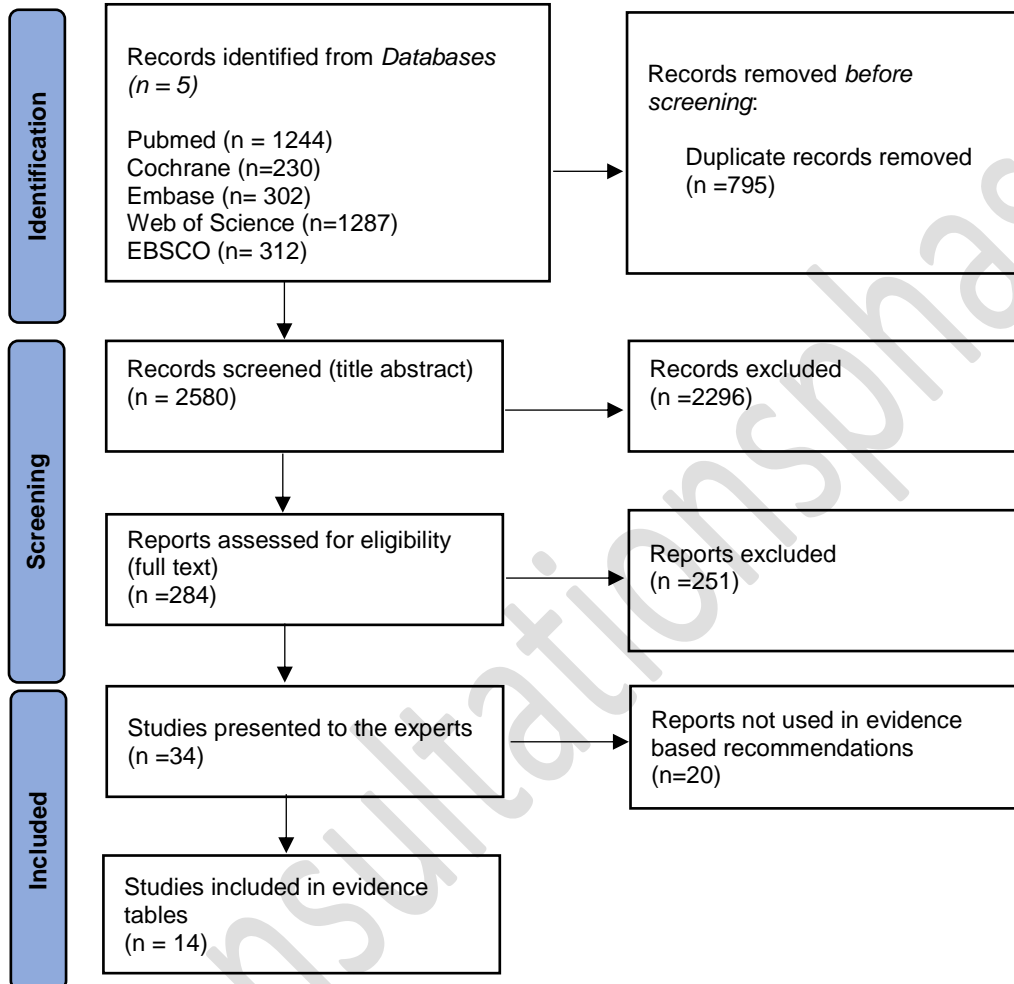 Identification
Records identified from Databases
(n = 5)
Pubmed (n = 1244)
Cochrane (n=230)
Embase (n= 302)
Web of Science (n=1287)
EBSCO (n= 312)
Records removed before
screening:
Duplicate records removed
(n =795)
Screening
Records screened (title abstract)
(n = 2580)
Records excluded
(n =2296)
Reports assessed for eligibility
(full text)
(n =284)
Reports excluded
(n =251)
Included
Studies presented to the experts
(n =34)
Reports not used in evidence
based recommendations
(n=20)
Studies included in evidence
tables
(n = 14)
nsultationsphas